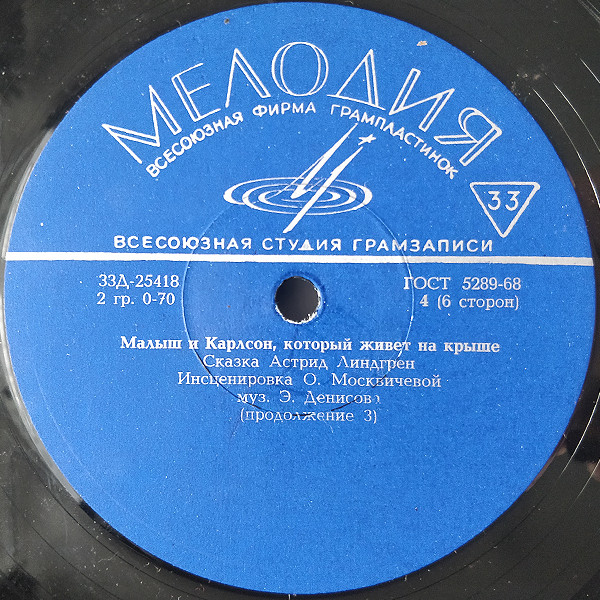 МЕЛОДИЯ
ВСЕСОЮЗНАЯ ФИРМА ГРАМПЛАСТИНОК
33
ВСЕСОЮЗНАЯ СТУДИЯ ГРАМЗАПИСИ
33Д-25418
ГОСТ 5289-68
2 гр. 0-70
4 (6 сторон)
Малыш и Карлсон, который живет на крыше
Сказка Астрид Линдгрен
Инсценировка О. Москвичевой
муз. Э. Денисова
(продолжение 3)